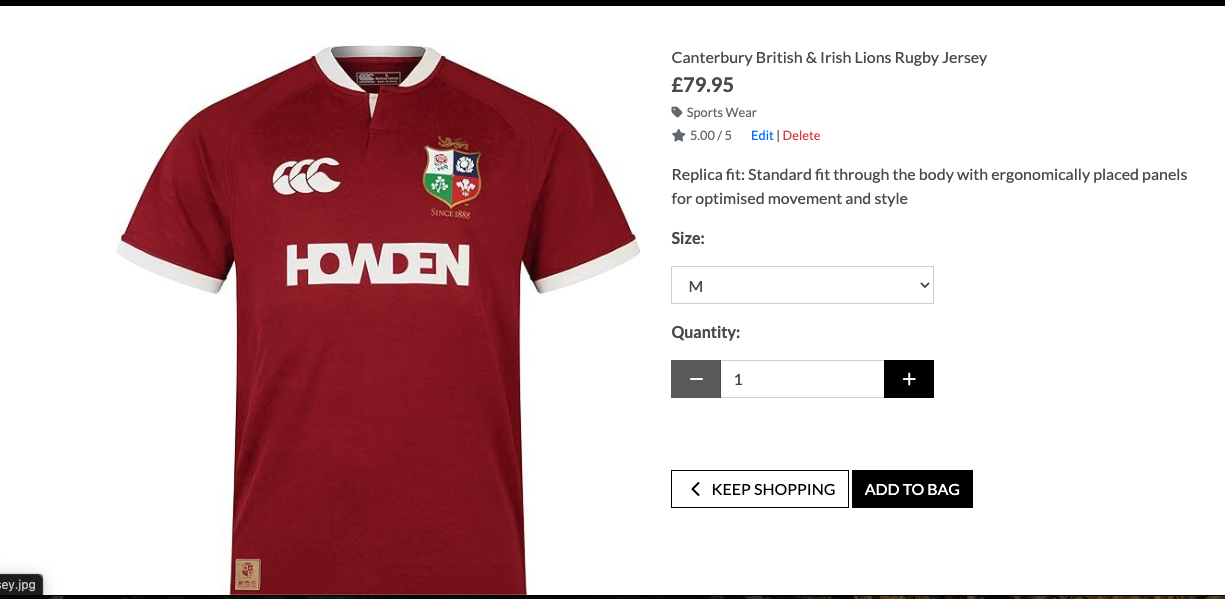 Canterbury British & Irish Lions Rugby Jersey
£79.95
Sports Wear
5.00 / 5 Edit | Delete
Replica fit: Standard fit through the body with ergonomically placed panels
for optimised movement and style
Size:
M
Quantity:
1
KEEP SHOPPING ADD TO BAG
SINCE 1888
HOWDEN
sey.jpg